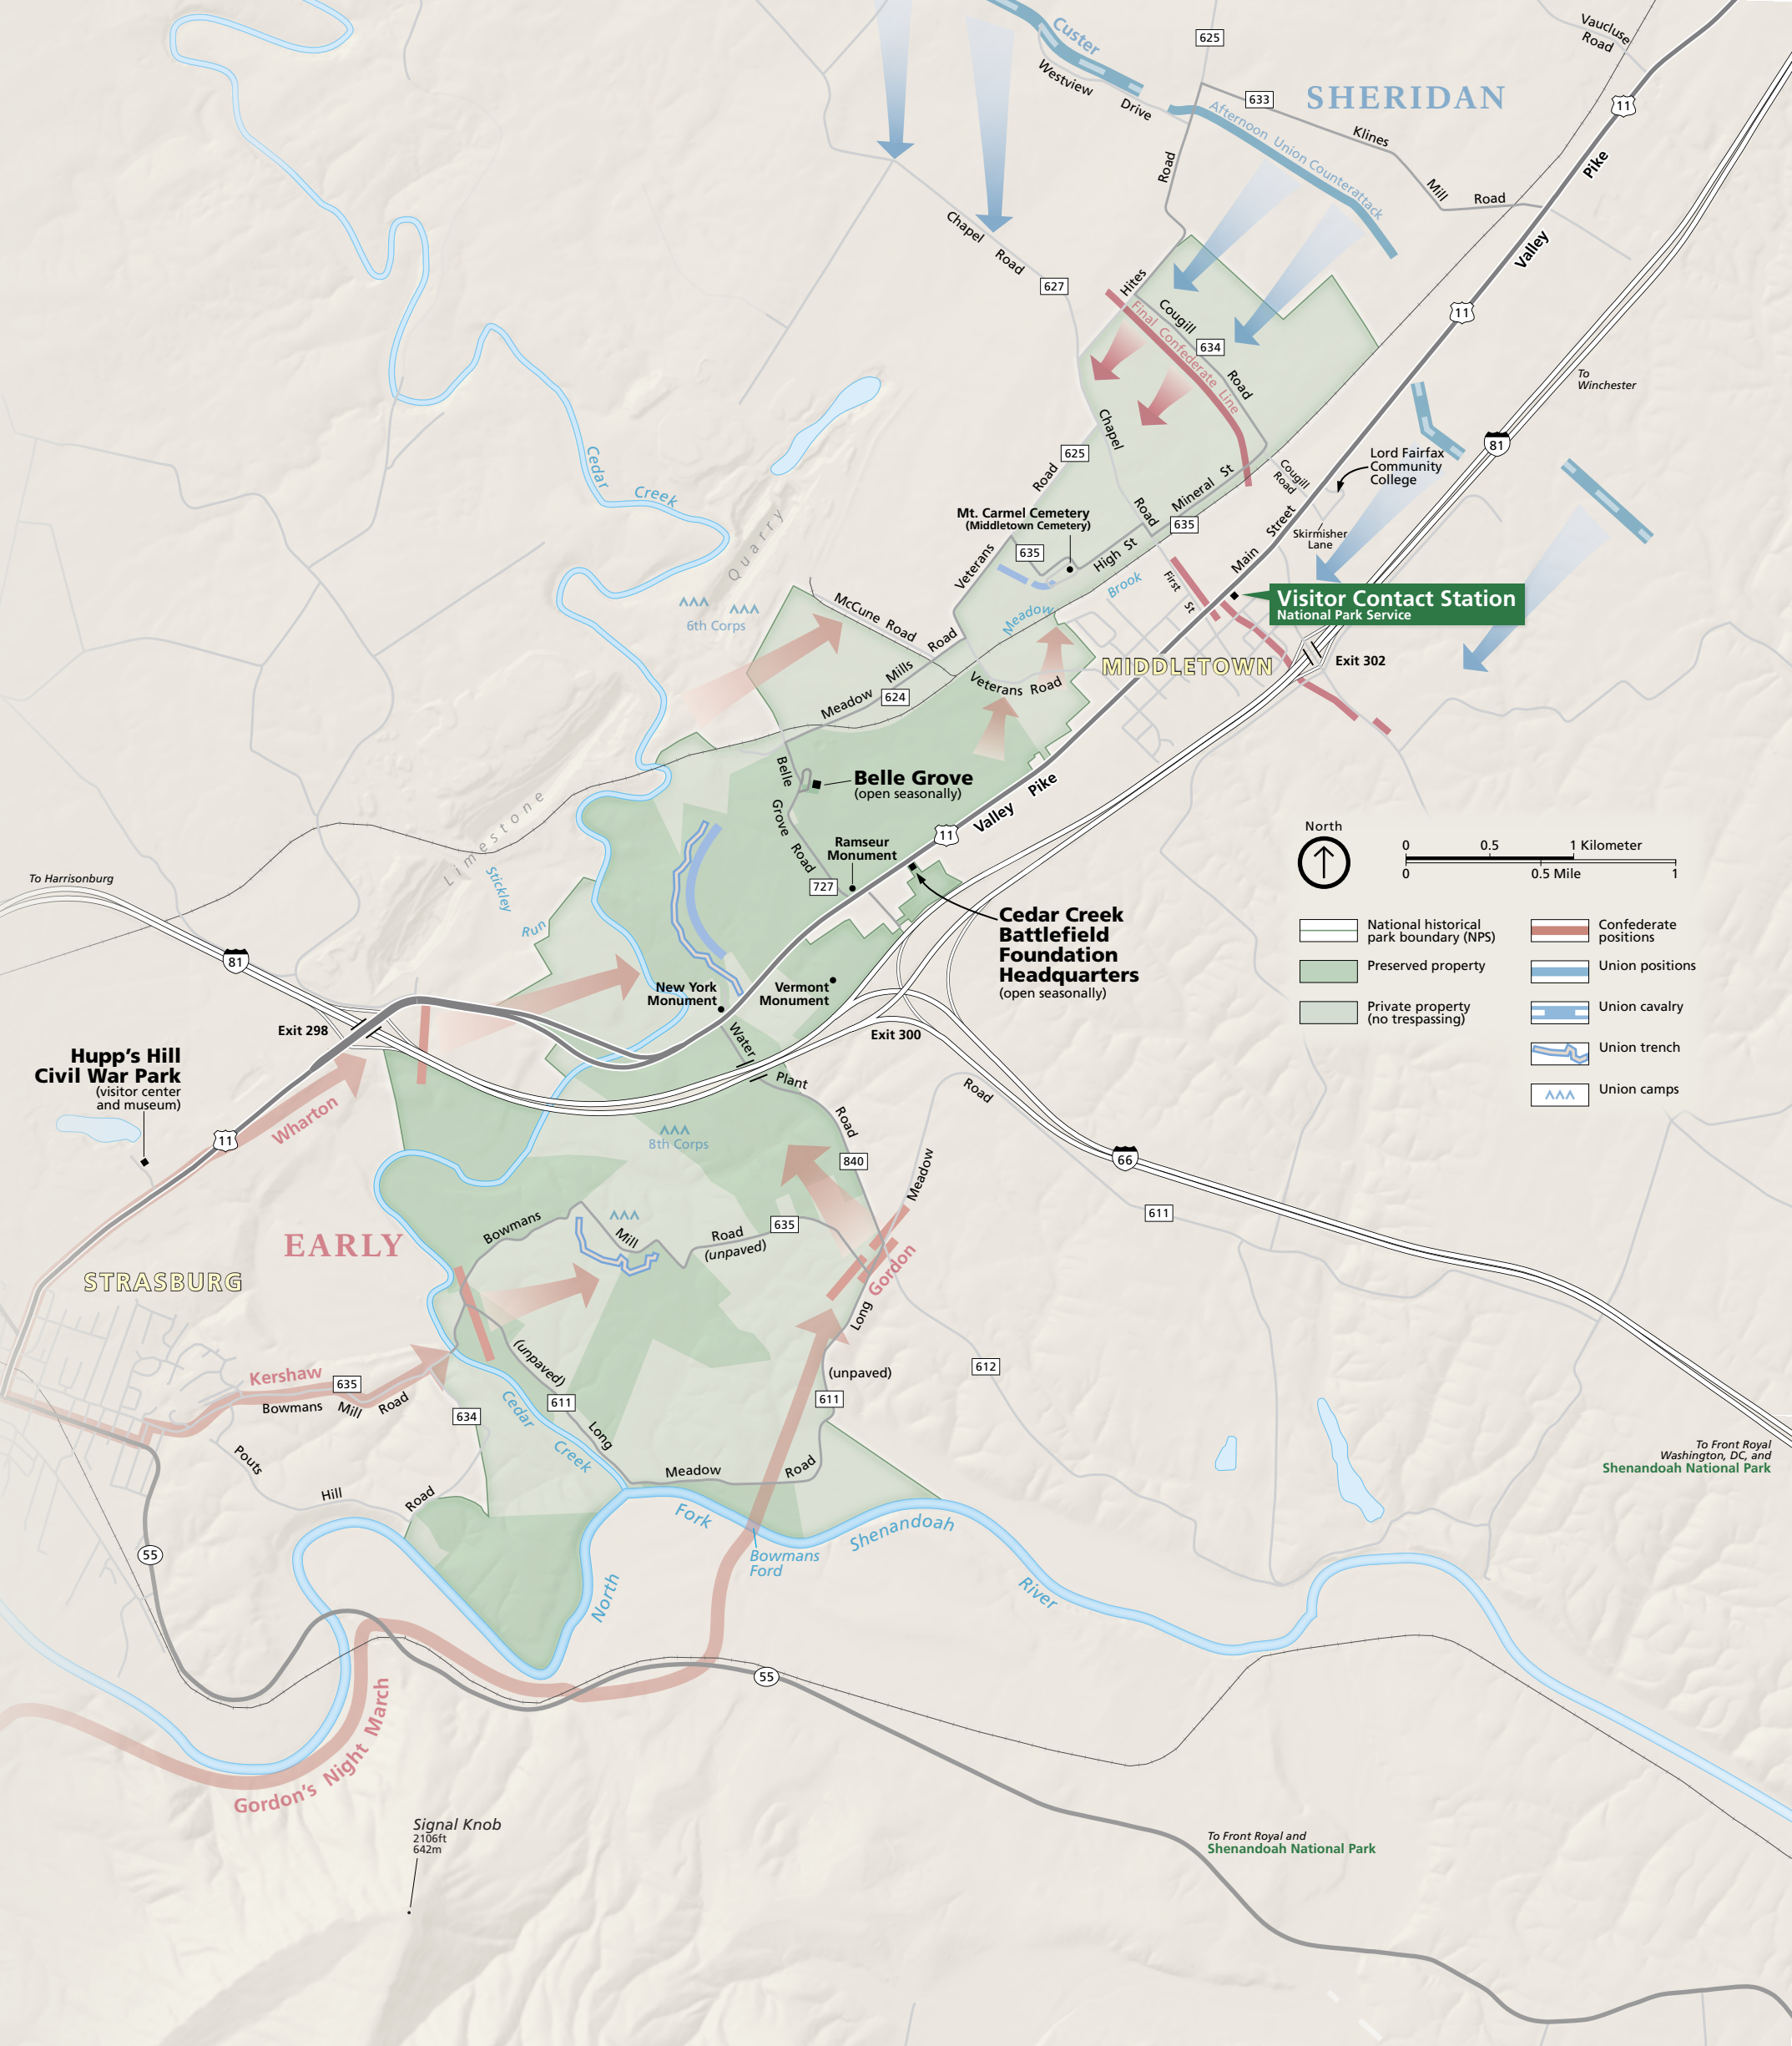 Custer
Westview
Drive
625
633
SHERIDAN
Vaucluse
Road
11
Afternoon Union Counterattack
Klines
Mill
Road
Road
Valley
Pike
Chapel
Road
627
Hites
Final Confederate Line
Cougill
634
Road
11
To
Winchester
81
Chapel
625
Road
Cougill
Road
Lord Fairfax
Community
College
Cedar
Creek
Quarry
Mt. Carmel Cemetery
(Middletown Cemetery)
Road
Mineral St
635
635
High St
Main Street
Skirmisher
Lane
Veterans
Meadow
Brook
First St
Visitor Contact Station
National Park Service
6th Corps
McCune Road
MIDDLETOWN
Exit 302
Meadow
Mills
Road
624
Veterans Road
Belle
Grove
Road
Belle Grove
(open seasonally)
Limestone
Valley Pike
11
Ramseur
Monument
727
To Harrisonburg
Stickley
Run
81
Cedar Creek
Battlefield
Foundation
Headquarters
(open seasonally)
New York
Monument
Vermont
Monument
North
0
0.5
1 Kilometer
0
0.5 Mile
1
National historical
park boundary (NPS)
Preserved property
Private property
(no trespassing)
Confederate
positions
Union positions
Union cavalry
Union trench
Union camps
Exit 298
Exit 300
Hupp's Hill
Civil War Park
(visitor center
and museum)
Wharton
11
Water
Plant
Road
840
8th Corps
Road
Meadow
66
611
EARLY
STRASBURG
Bowmans
Mill
Road
(unpaved)
635
Gordon
Long
(unpaved)
611
612
Kershaw
635
Bowmans
Mill
Road
634
(unpaved)
611
Long
Cedar
Creek
Meadow
Road
Pouts
Hill
Road
Fork
Bowmans
Ford
Shenandoah
River
North
55
55
To Front Royal
Washington, DC, and
Shenandoah National Park
Gordon's Night March
Signal Knob
2106ft
642m
To Front Royal and
Shenandoah National Park